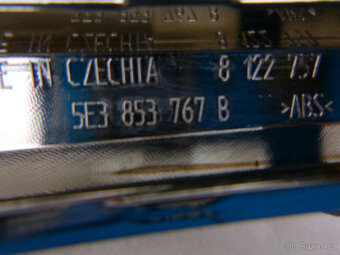 E IN CZECHIA 8 122 757
5E3 853 767 B >ABS<